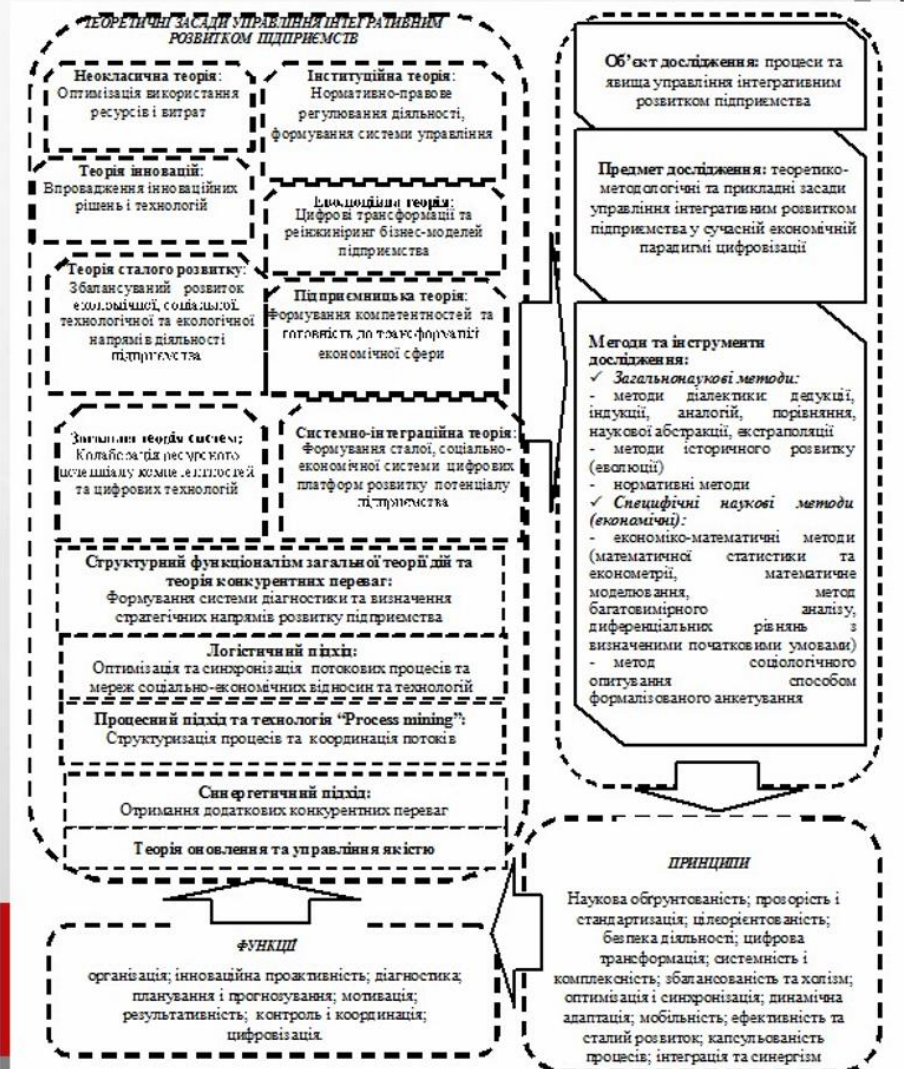 ТЕОРЕТИЧНІ ЗАСАДИ УПРАВЛІННЯ ІНТЕГРАТИВНИМ
РОЗВИТКОМ ПІДПРИЄМСТВ
Неокласична теорія:
Оптимізація використання
ресурсів і витрат
Інституційна теорія:
Нормативно-правове
регулювання діяльності,
формування системи управління
Теорія інновацій:
Впровадження інноваційних
рішень і технологій
Еволюційна теорія:
Цифрові трансформації та
реінжиніринг бізнес-моделей
підприємства
Теорія сталого розвитку:
Збалансуваний розвиток
економічної, соціальної,
технологічної та екологічної
напрямів діяльності
підприємства
Підприємницька теорія:
Формування компетентностей та
готовність до трансформації
економічної сфери
Загальна теорія систем;
Колаборація ресурсного
потенціалу компетентностей
та цифрових технологій
Системно-інтеграційна теорія:
Формування сталої, соціально-
економічної системи цифрових
платформ розвитку потенціалу
підприємства
Структурний функціоналізм загальної теорії дій та
теорія конкурентних переваг:
Формування системи діагностики та визначення
стратегічних напрямів розвитку підприємства
Логістичний підхід:
Оптимізація та синхронізація потокових процесів та
мереж соціально-економічних відносин та технологій
Процесний підхід та технологія “Process mining”:
Структуризація процесів та координація потоків
Синергетичний підхід:
Отримання додаткових конкурентних переваг
Теорія оновлення та управління якістю
ФУНКЦІЇ
організація; інноваційна проактивність; діагностика;
планування і прогнозування; мотивація;
результативність; контроль і координація;
цифровізація.
Об’єкт дослідження: процеси та
явища управління інтегративним
розвитком підприємства
Предмет дослідження: теоретико-
методологічні та прикладні засади
управління інтегративним розвитком
підприємства у сучасній економічній
парадигмі цифровізації
Методи та інструменти
дослідження:
✓ Загальнонаукові методи:
- методи діалектики: дедукції,
індукції, аналогій, порівняння,
наукової абстракції, екстраполяції
- методи історичного розвитку
(еволюції)
- нормативні методи
✓ Специфічні наукові методи
(економічні):
- економіко-математичні методи
(математичної статистики та
економетрії, математичне
моделювання, метод
багатовимірного аналізу,
диференціальних рівнянь з
визначеними початковими умовами)
- метод соціологічного
опитування способом
формалізованого анкетування
ПРИНЦИПИ
Наукова обґрунтованість; прозорість і
стандартизація; цілеорієнтованість;
безпека діяльності; цифрова
трансформація; системність і
комплексність; збалансованість та холізм;
оптимізація і синхронізація; динамічна
адаптація; мобільність; ефективність та
сталий розвиток; капсульованість
процесів; інтеграція та синергізм